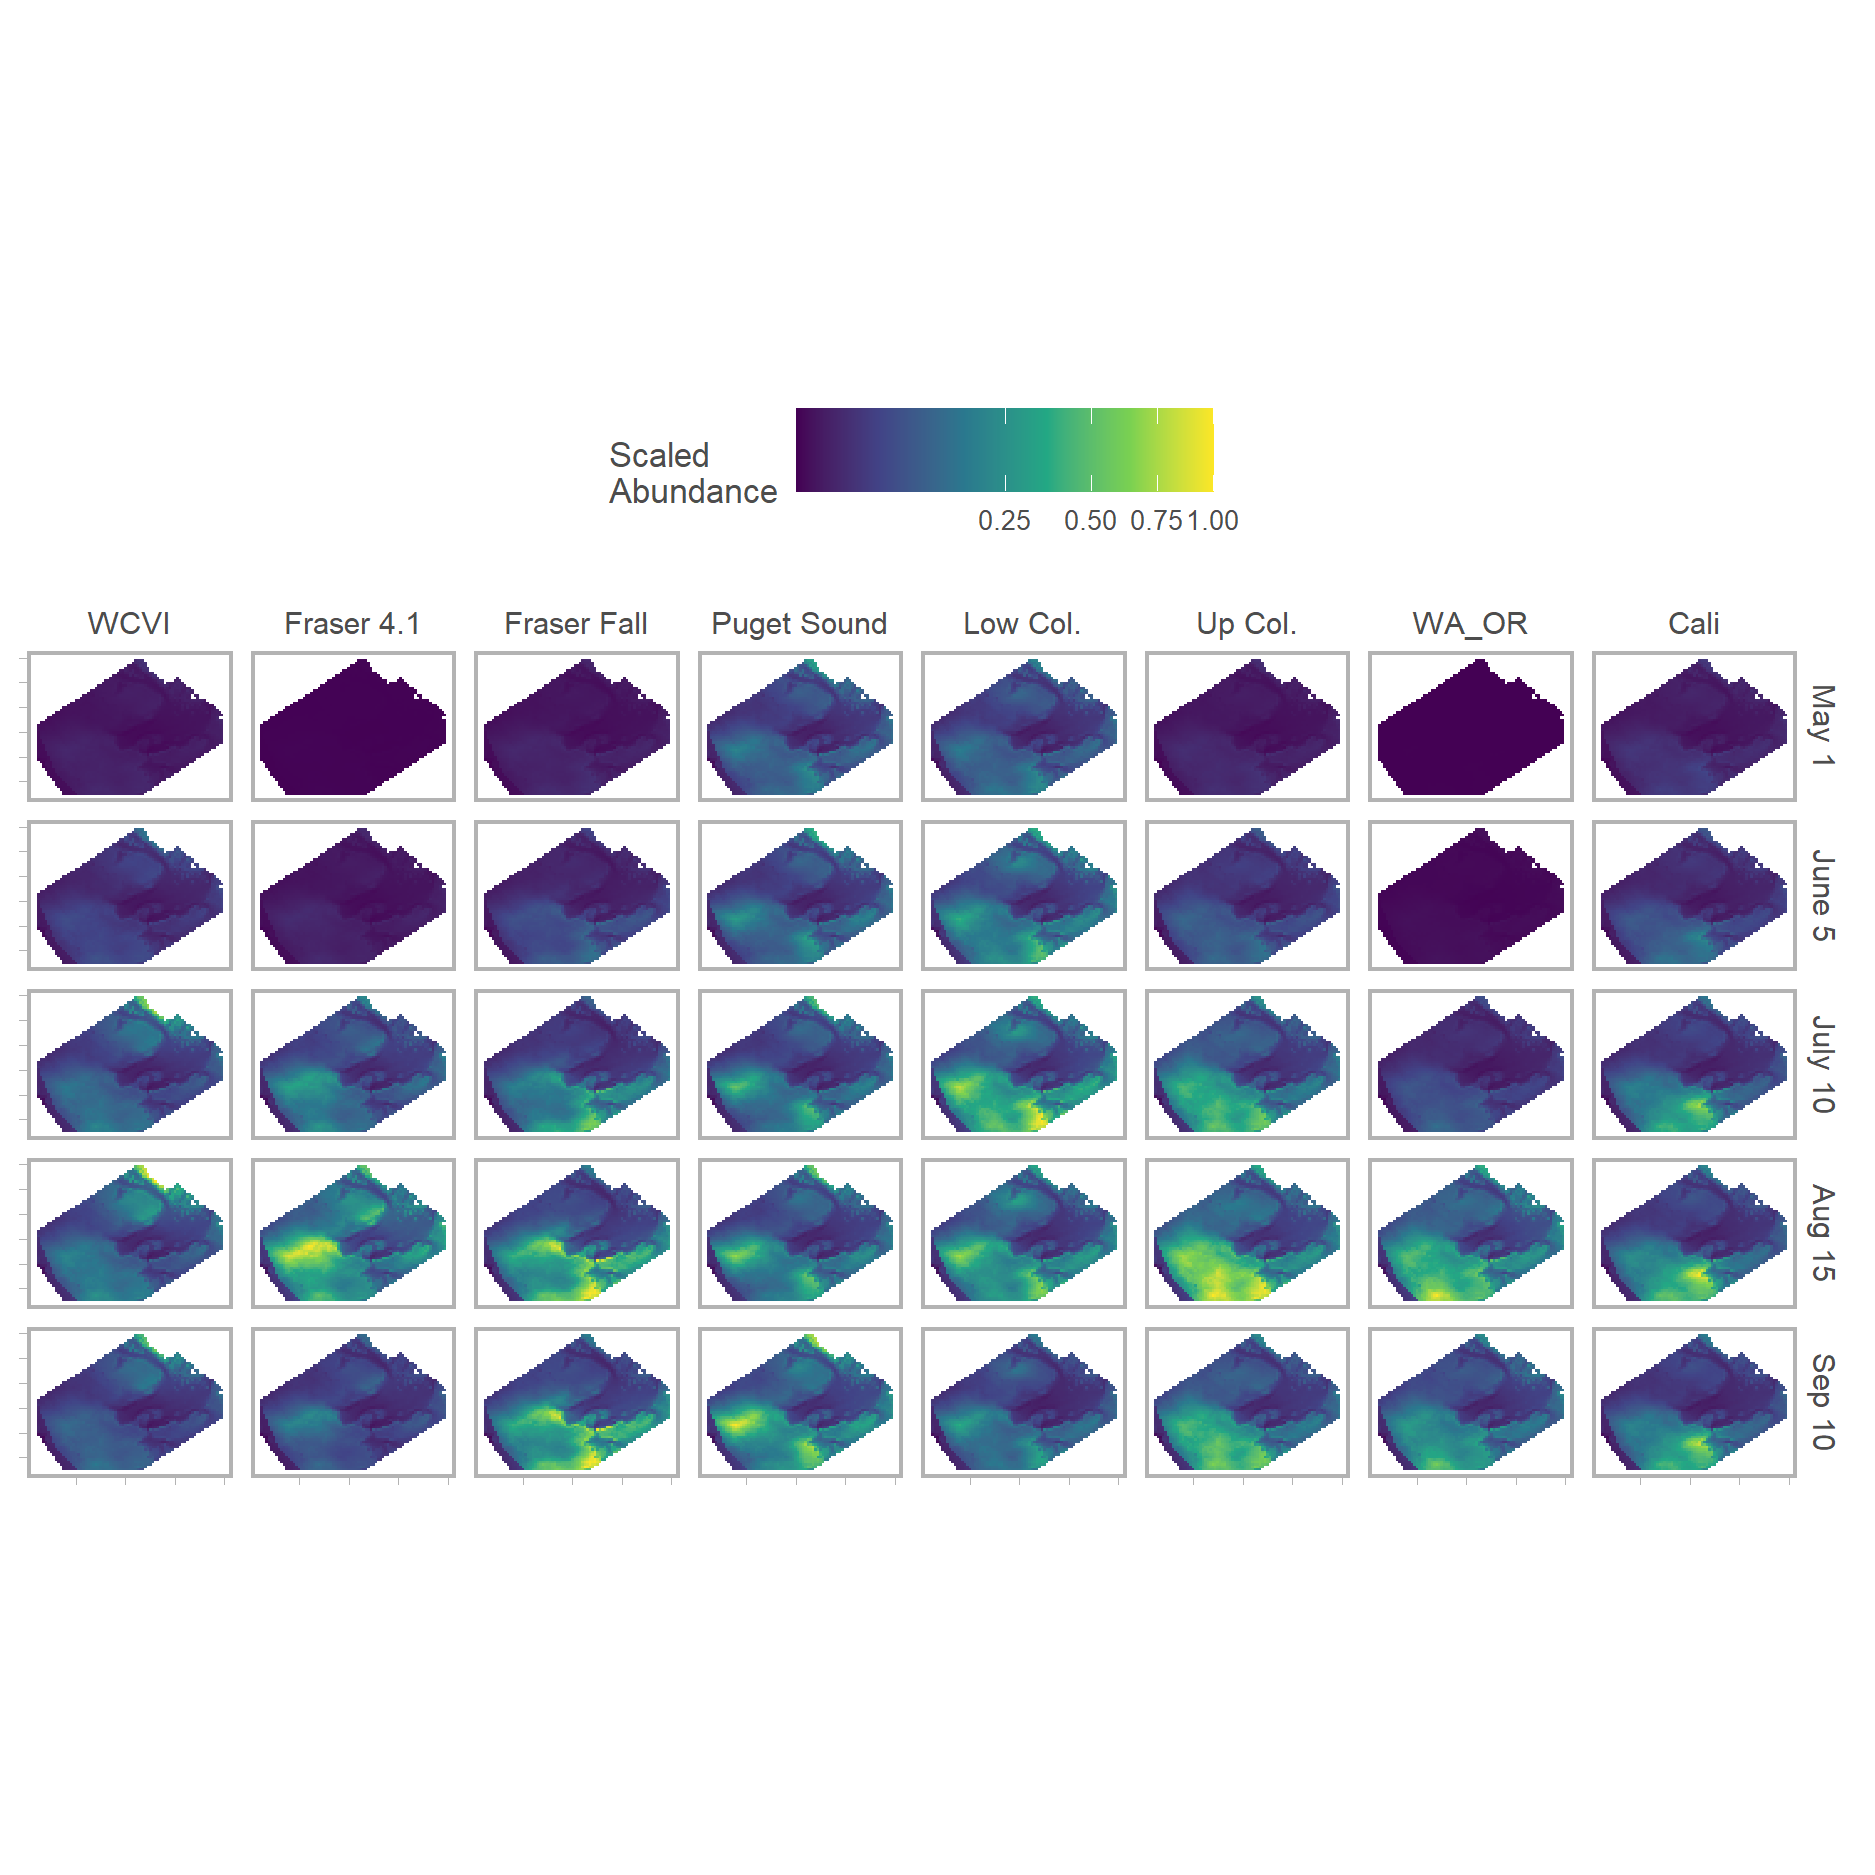 Scaled
Abundance
0.25 0.50 0.75 1.00
WCVI Fraser 4.1 Fraser Fall Puget Sound Low Col. Up Col. WA_OR Cali
May 1
June 5
July 10
Aug 15
Sep 10